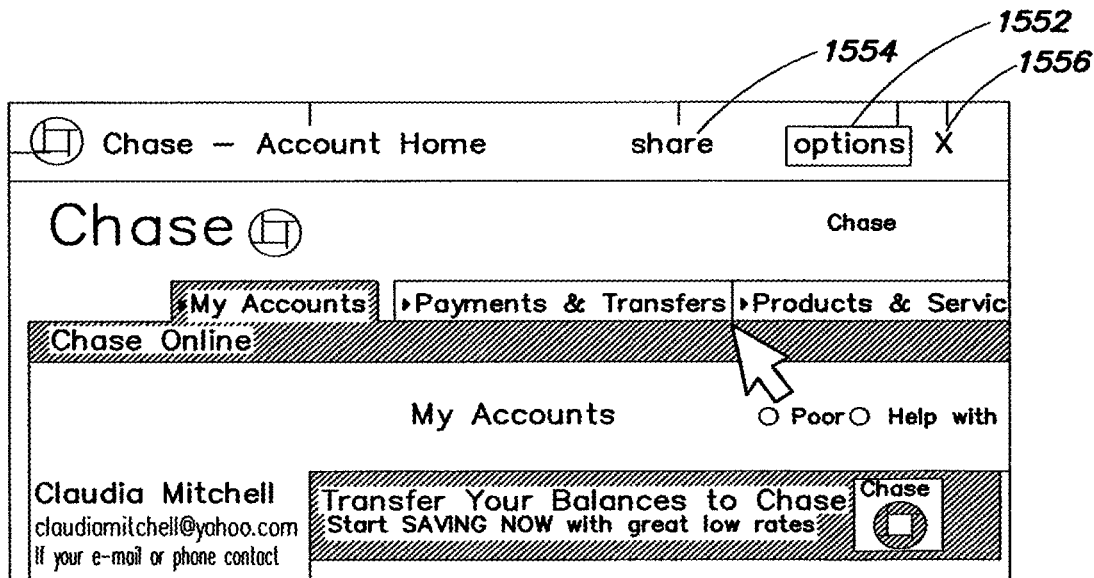 1552
1554
1556
Chase – Account Home share options X
Chase Chase
My Accounts Payments & Transfers Products & Servic
Chase Online
My Accounts Poor Help with
Claudia Mitchell
claudiamitchell@yahoo.com
If your e-mail or phone contact
Transfer Your Balances to Chase
Start SAVING NOW with great low rates
Chase